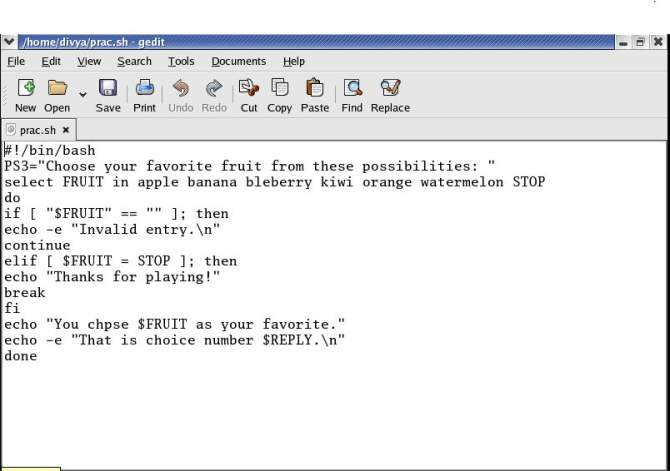 /home/divya/prac.sh - gedit
File Edit View Search Tools Documents Help
New Open Save Print Undo Redo Cut Copy Paste Find Replace
prac.sh
#!/bin/bash
PS3="Choose your favorite fruit from these possibilities: "
select FRUIT in apple banana bleberry kiwi orange watermelon STOP
do
if [ "$FRUIT" == "" ]; then
echo -e "Invalid entry.\n"
continue
elif [ $FRUIT = STOP ]; then
echo "Thanks for playing!"
break
fi
echo "You chpse $FRUIT as your favorite."
echo -e "That is choice number $REPLY.\n"
done